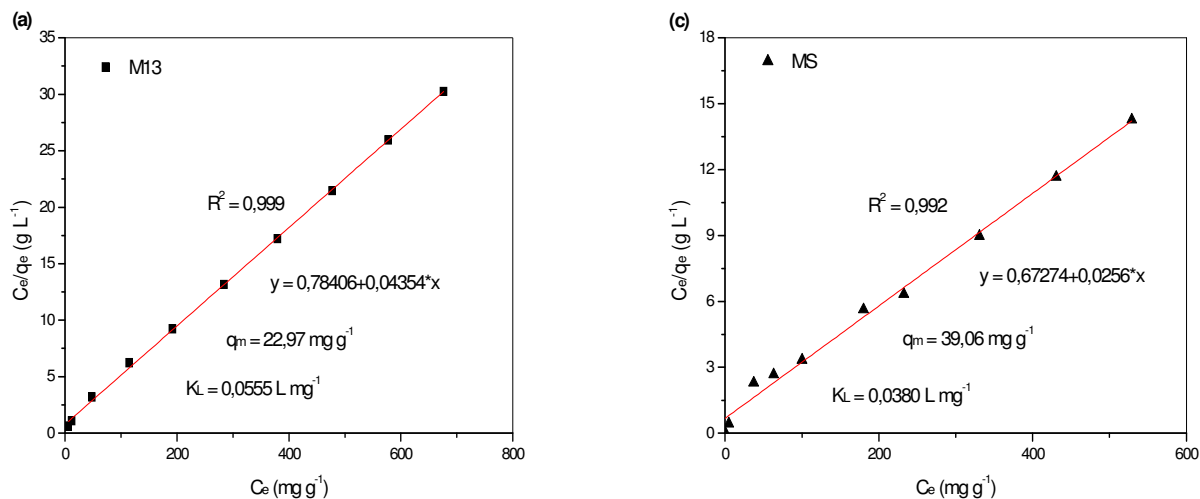 (a)
35
30
25
20
15
10
5
0
0
200
400
600
800
M13
R² = 0,999
y = 0,78406+0,04354*x
qm = 22,97 mg g⁻¹
KL = 0,0555 L mg⁻¹
Ce/qe (g L⁻¹)
Ce (mg g⁻¹)
(c)
18
15
12
9
6
3
0
0
200
400
600
MS
R² = 0,992
y = 0,67274+0,0256*x
qm = 39,06 mg g⁻¹
KL = 0,0380 L mg⁻¹
Ce/qe (g L⁻¹)
Ce (mg g⁻¹)